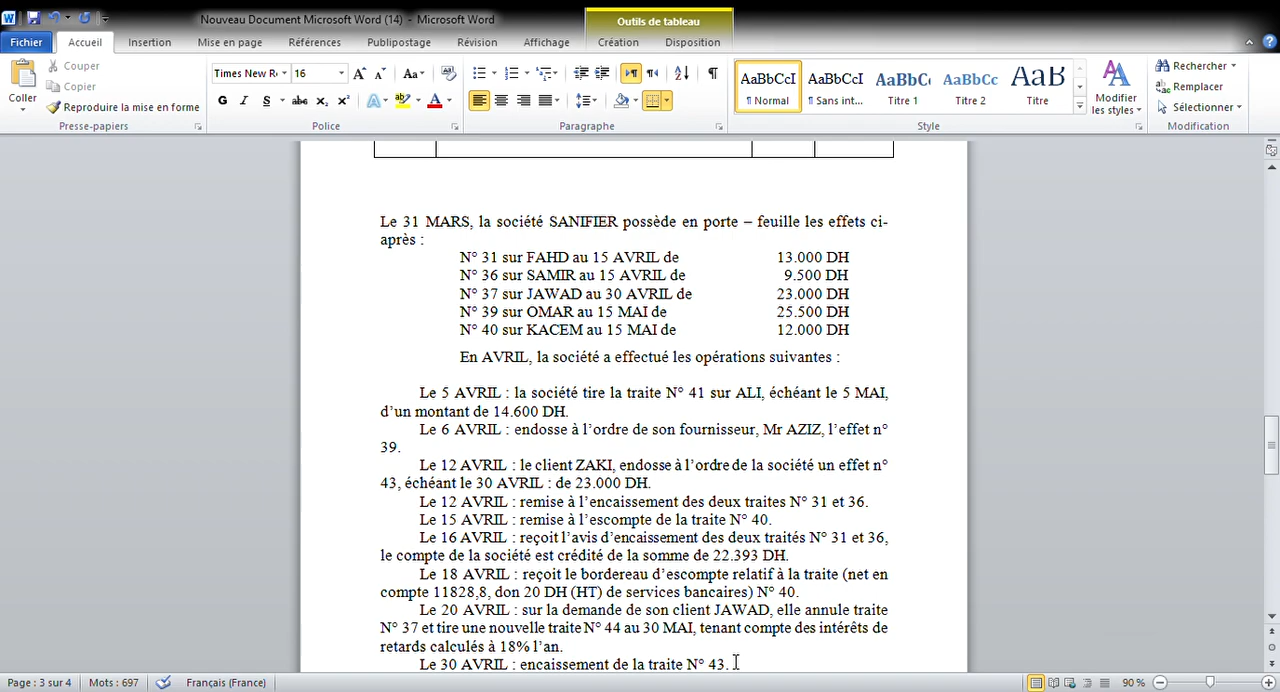 Nouveau Document Microsoft Word (14) - Microsoft Word
Outils de tableau
Fichier Accueil Insertion Mise en page Références Publipostage Révision Affichage Création Disposition
Coller
Couper
Copier
Reproduire la mise en forme
Presse-papiers
Times New R 16
G I S abc x₂ x² A ab A
Police
Paragraphe
AaBbCcI AaBbCcI AaBbC AaBbCc AaB
¶ Normal ¶ Sans int... Titre 1 Titre 2 Titre
Modifier
les styles
Style
Rechercher
Remplacer
Sélectionner
Modification
Le 31 MARS, la société SANIFIER possède en porte – feuille les effets ci-
après :
N° 31 sur FAHD au 15 AVRIL de 13.000 DH
N° 36 sur SAMIR au 15 AVRIL de 9.500 DH
N° 37 sur JAWAD au 30 AVRIL de 23.000 DH
N° 39 sur OMAR au 15 MAI de 25.500 DH
N° 40 sur KACEM au 15 MAI de 12.000 DH
En AVRIL, la société a effectué les opérations suivantes :
Le 5 AVRIL : la société tire la traite N° 41 sur ALI, échéant le 5 MAI,
d’un montant de 14.600 DH.
Le 6 AVRIL : endosse à l’ordre de son fournisseur, Mr AZIZ, l’effet n°
39.
Le 12 AVRIL : le client ZAKI, endosse à l’ordre de la société un effet n°
43, échéant le 30 AVRIL : de 23.000 DH.
Le 12 AVRIL : remise à l’encaissement des deux traites N° 31 et 36.
Le 15 AVRIL : remise à l’escompte de la traite N° 40.
Le 16 AVRIL : reçoit l’avis d’encaissement des deux traités N° 31 et 36,
le compte de la société est crédité de la somme de 22.393 DH.
Le 18 AVRIL : reçoit le bordereau d’escompte relatif à la traite (net en
compte 11828,8, don 20 DH (HT) de services bancaires) N° 40.
Le 20 AVRIL : sur la demande de son client JAWAD, elle annule traite
N° 37 et tire une nouvelle traite N° 44 au 30 MAI, tenant compte des intérêts de
retards calculés à 18% l’an.
Le 30 AVRIL : encaissement de la traite N° 43.
Page : 3 sur 4 Mots : 697 Français (France) 90 %